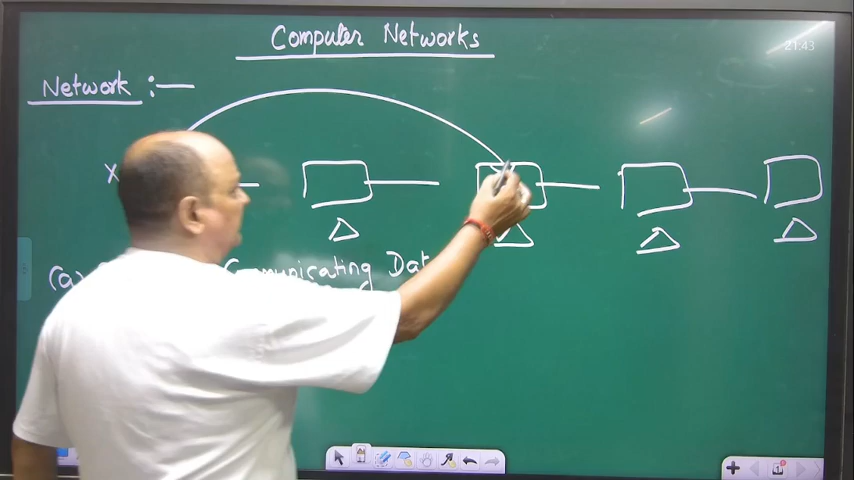 Computer Networks
21:43
Network :-
X
(a) Communicating Dat